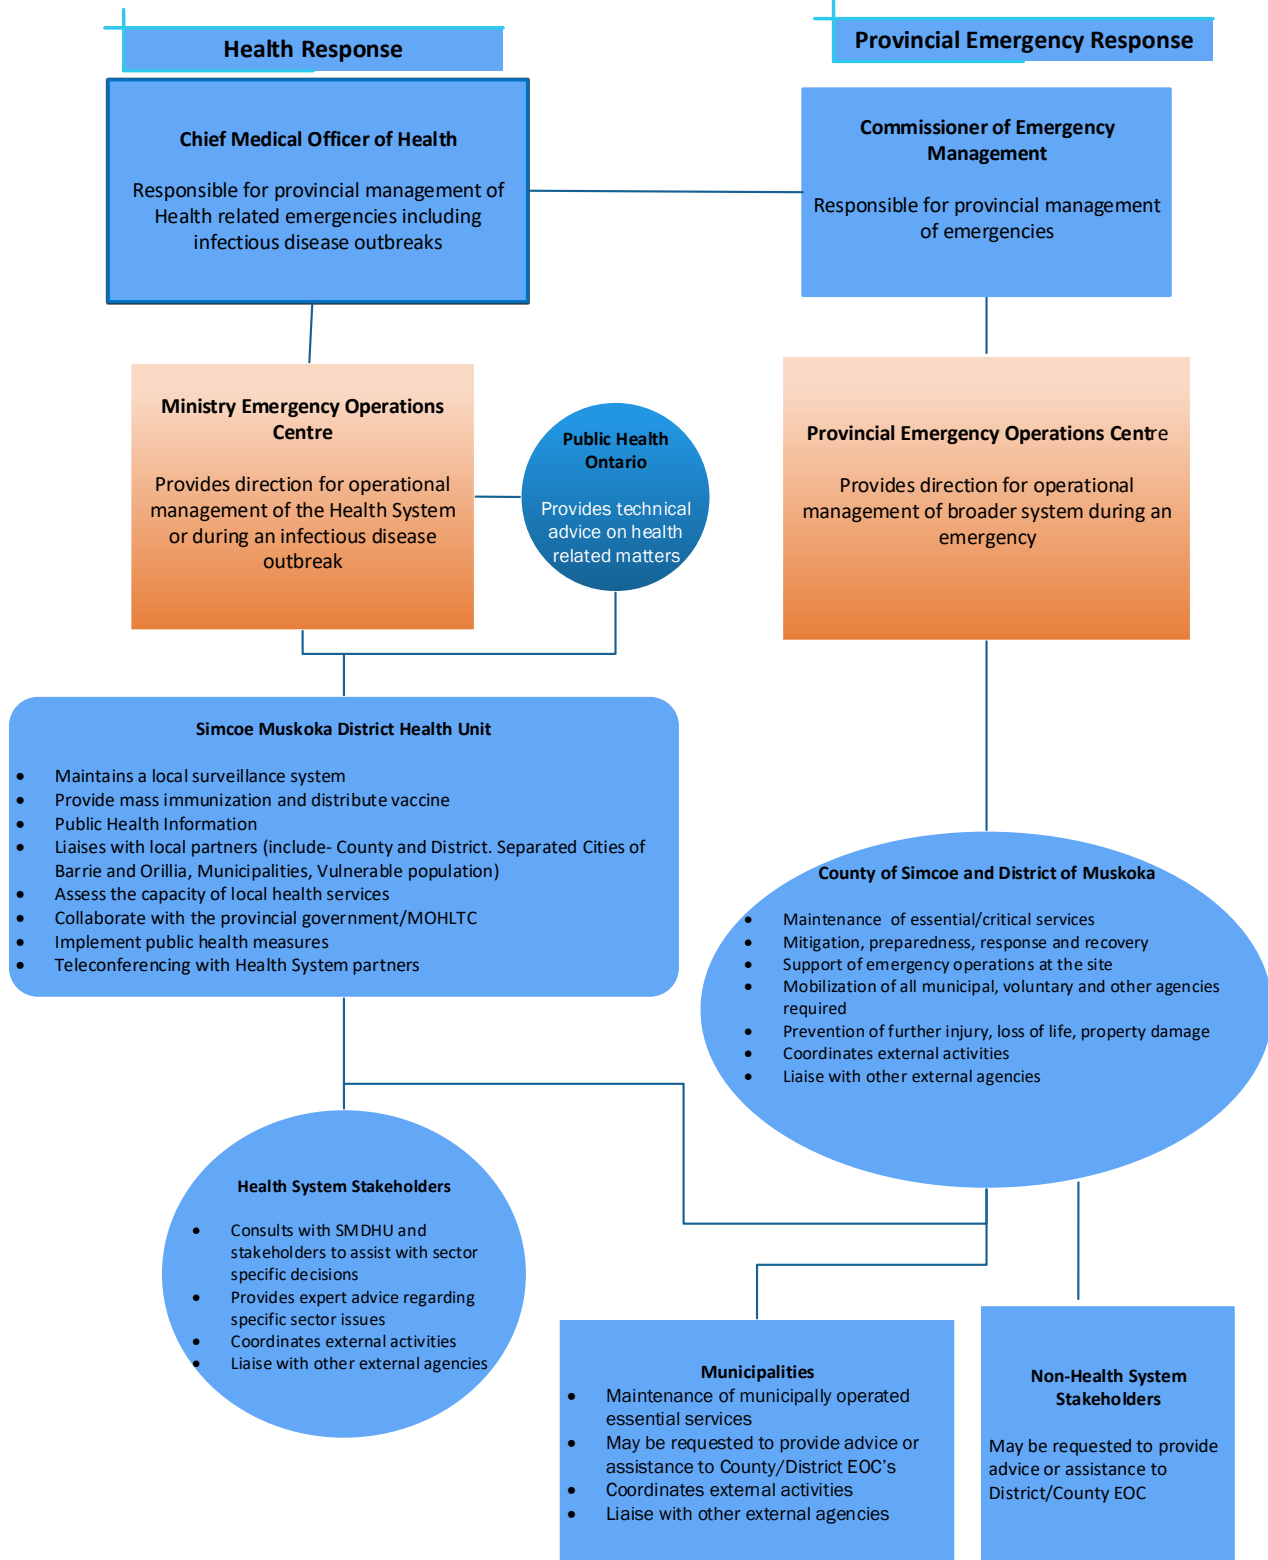 Health Response
Provincial Emergency Response
Chief Medical Officer of Health
Responsible for provincial management of
Health related emergencies including
infectious disease outbreaks
Commissioner of Emergency
Management
Responsible for provincial management
of emergencies
Ministry Emergency Operations
Centre
Provides direction for operational
management of the Health System
or during an infectious disease
outbreak
Public Health
Ontario
Provides technical
advice on health
related matters
Provincial Emergency Operations Centre
Provides direction for operational
management of broader system during an
emergency
Simcoe Muskoka District Health Unit
• Maintains a local surveillance system
• Provide mass immunization and distribute vaccine
• Public Health Information
• Liaises with local partners (include- County and District. Separated Cities of
Barrie and Orillia, Municipalities, Vulnerable population)
• Assess the capacity of local health services
• Collaborate with the provincial government/MOHLTC
• Implement public health measures
• Teleconferencing with Health System partners
County of Simcoe and District of Muskoka
• Maintenance of essential/critical services
• Mitigation, preparedness, response and recovery
• Support of emergency operations at the site
• Mobilization of all municipal, voluntary and other agencies
required
• Prevention of further injury, loss of life, property damage
• Coordinates external activities
• Liaise with other external agencies
Health System Stakeholders
• Consults with SMDHU and
stakeholders to assist with sector
specific decisions
• Provides expert advice regarding
specific sector issues
• Coordinates external activities
• Liaise with other external agencies
Municipalities
• Maintenance of municipally operated
essential services
• May be requested to provide advice or
assistance to County/District EOC's
• Coordinates external activities
• Liaise with other external agencies
Non-Health System
Stakeholders
May be requested to provide
advice or assistance to
District/County EOC